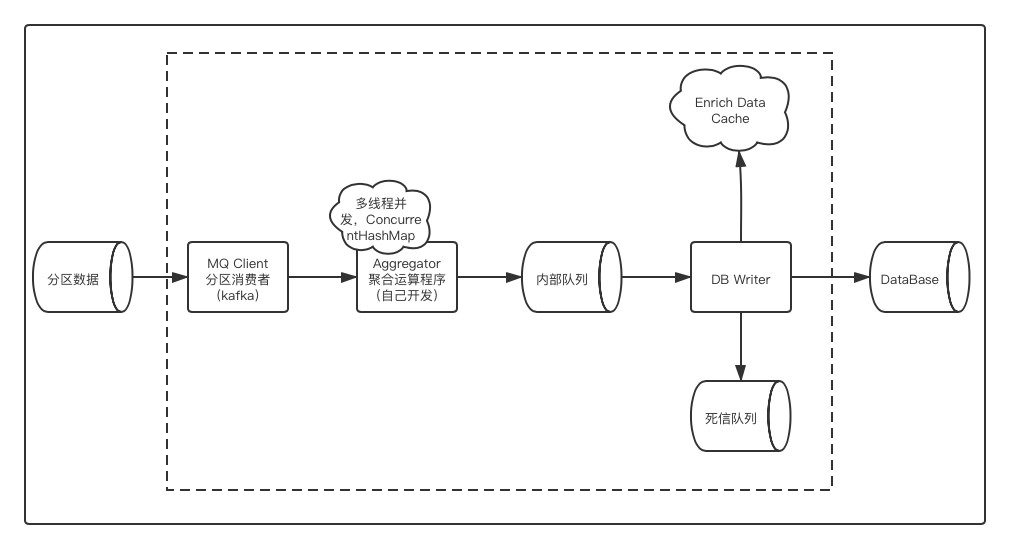 Enrich Data
Cache
多线程并
发，Concurre
ntHashMap
分区数据
MQ Client
分区消费者
（kafka）
Aggregator
聚合运算程序
（自己开发）
内部队列
DB Writer
DataBase
死信队列